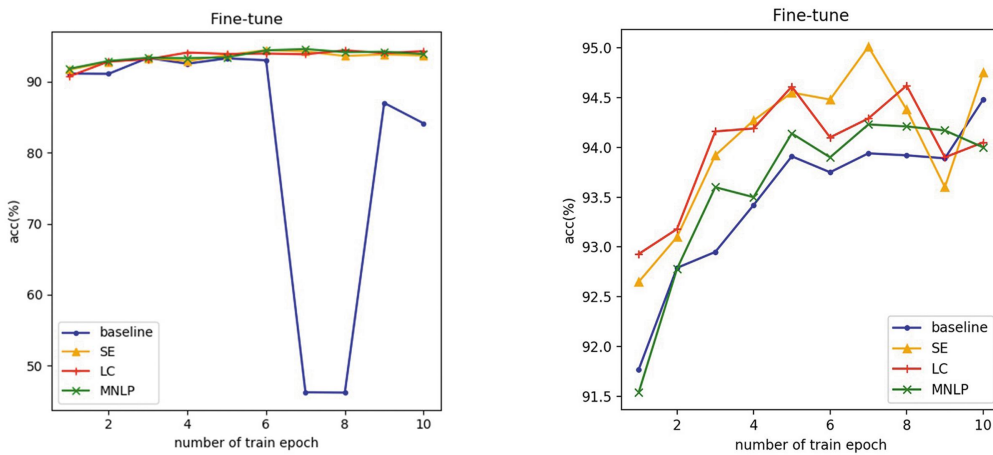 Fine-tune
acc(%)
90
80
70
60
50
baseline
SE
LC
MNLP
2
4
6
8
10
number of train epoch
Fine-tune
acc(%)
95.0
94.5
94.0
93.5
93.0
92.5
92.0
91.5
baseline
SE
LC
MNLP
2
4
6
8
10
number of train epoch